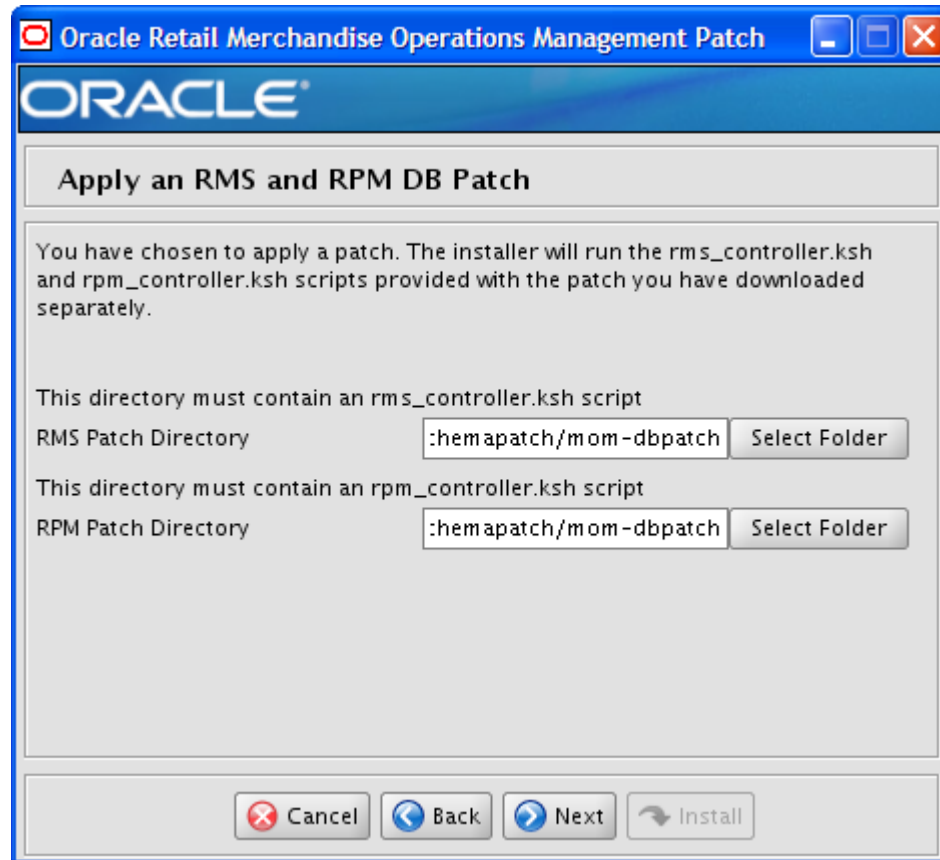 Oracle Retail Merchandise Operations Management Patch
ORACLE
Apply an RMS and RPM DB Patch
You have chosen to apply a patch. The installer will run the rms_controller.ksh
and rpm_controller.ksh scripts provided with the patch you have downloaded
separately.
This directory must contain an rms_controller.ksh script
RMS Patch Directory :hemapatch/mom-dbpatch Select Folder
This directory must contain an rpm_controller.ksh script
RPM Patch Directory :hemapatch/mom-dbpatch Select Folder
Cancel Back Next Install